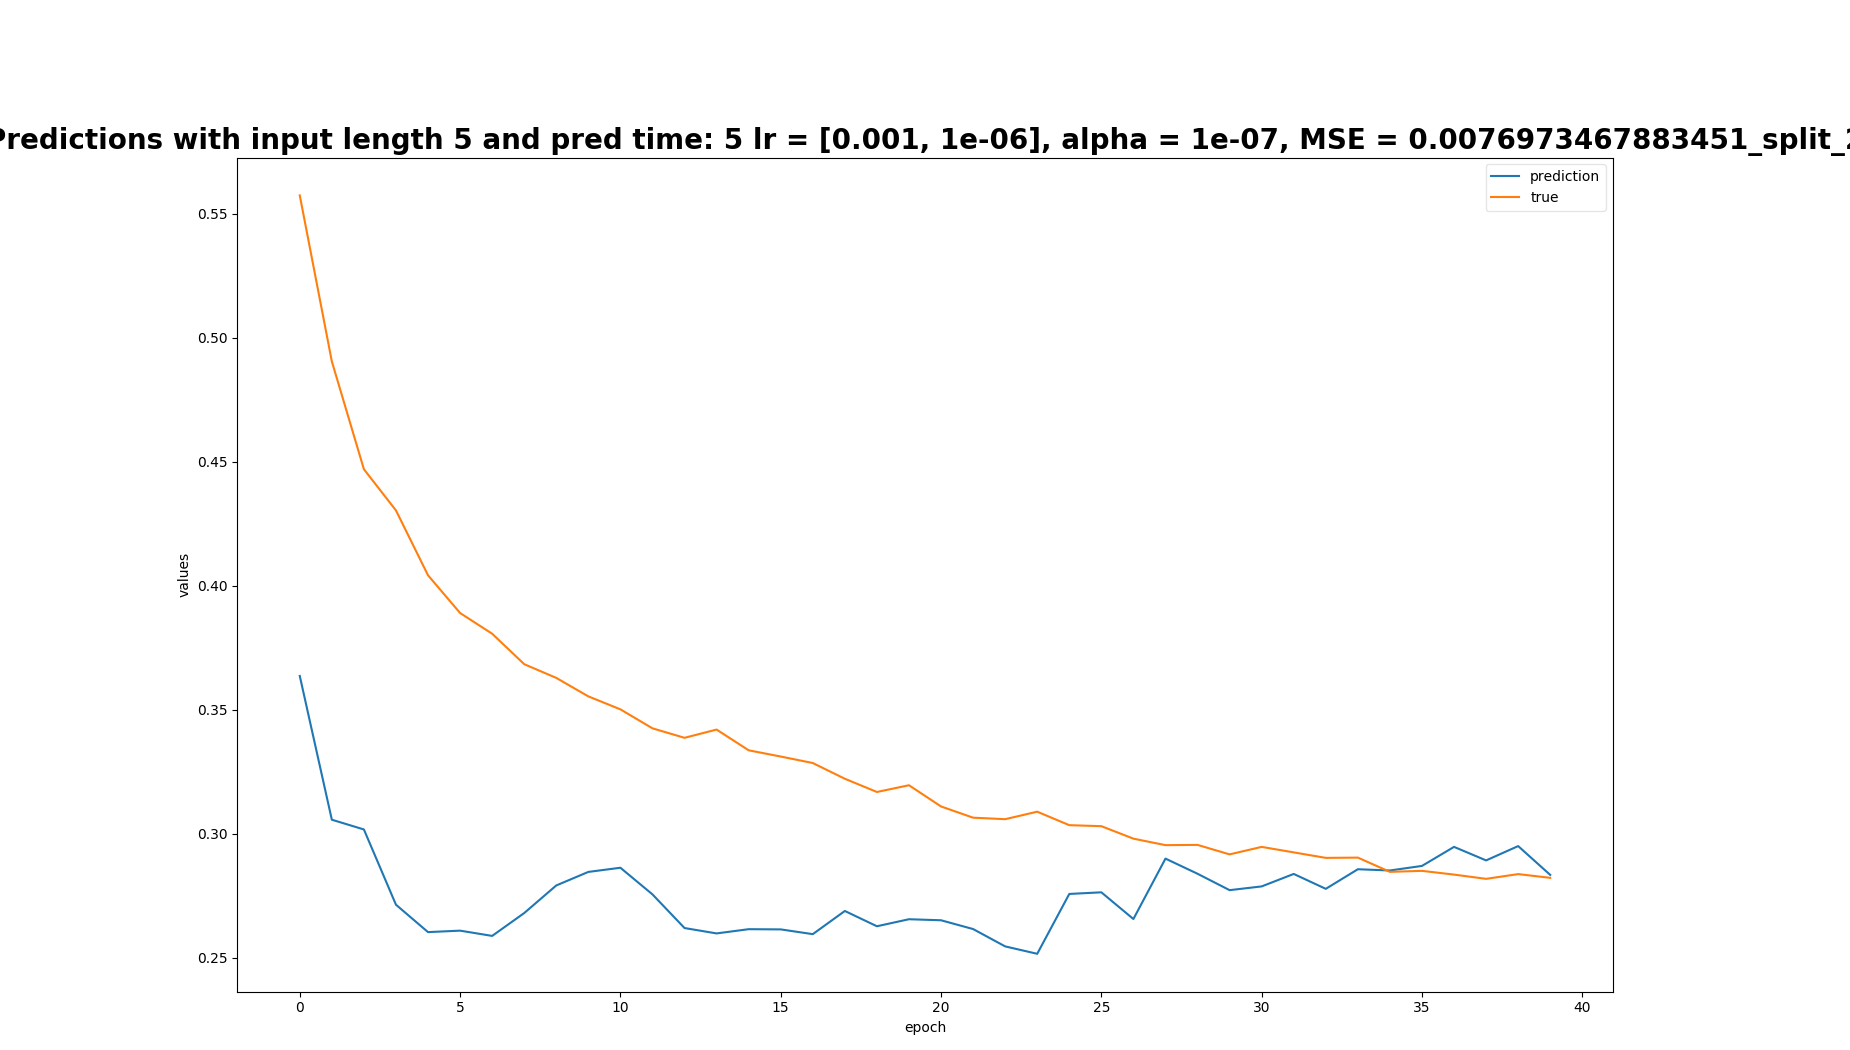 Predictions with input length 5 and pred time: 5 lr = [0.001, 1e-06], alpha = 1e-07, MSE = 0.0076973467883451_split_2
prediction
true
0.55
0.50
0.45
0.40
0.35
0.30
0.25
values
0 5 10 15 20 25 30 35 40
epoch